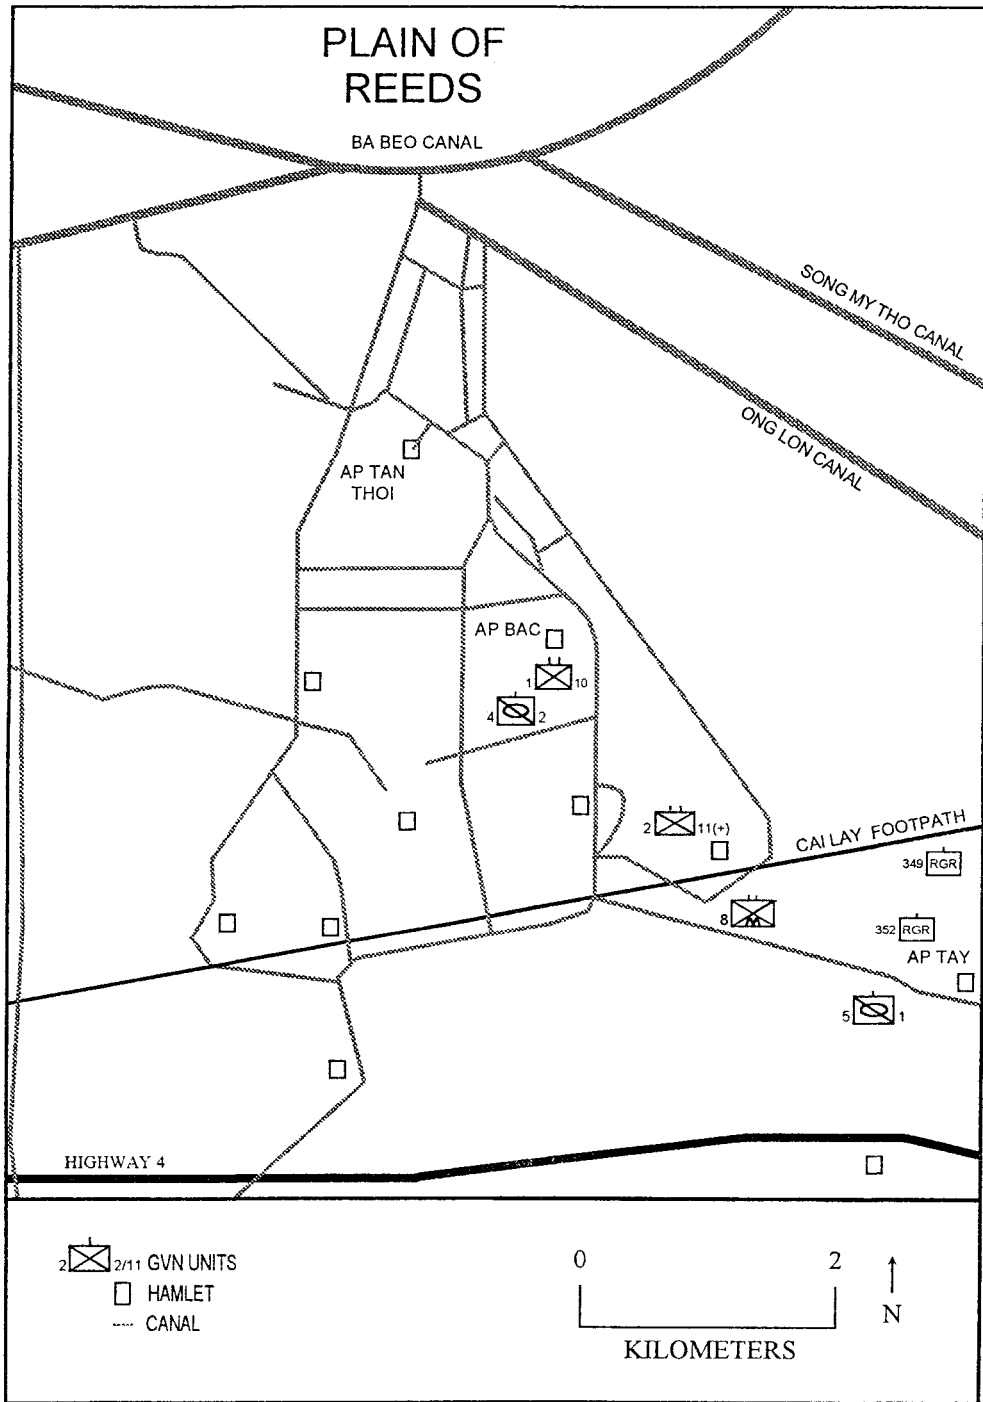 PLAIN OF
REEDS
BA BEO CANAL
SONG MY THO CANAL
ONG LON CANAL
AP TAN
THOI
AP BAC
1 10
4 2
2 11(+)
CAI LAY FOOTPATH
349 RGR
8 M
352 RGR
AP TAY
5 1
HIGHWAY 4
2 2/11 GVN UNITS
HAMLET
CANAL
0 2
KILOMETERS
N